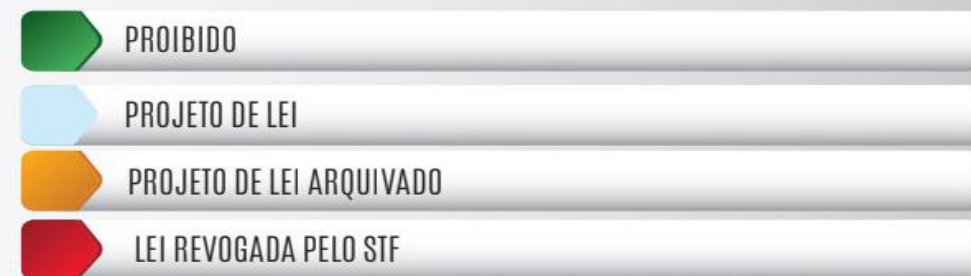 PROIBIDO
PROJETO DE LEI
PROJETO DE LEI ARQUIVADO
LEI REVOGADA PELO STF